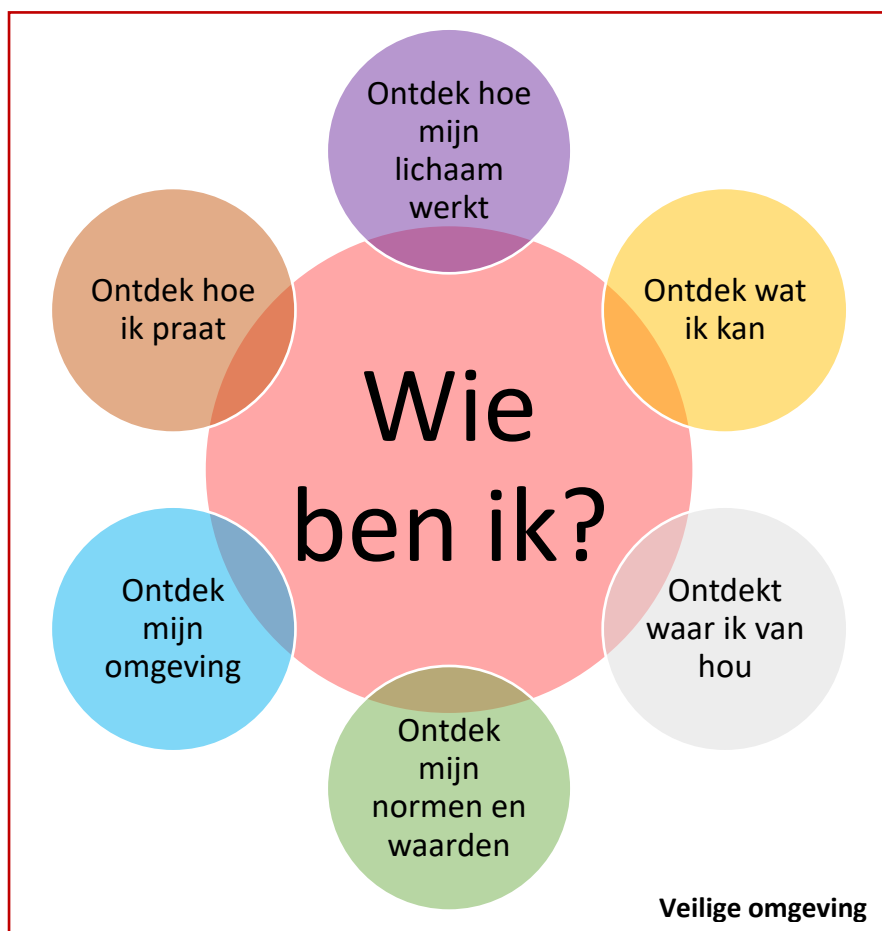 Ontdek hoe
mijn
lichaam
werkt
Ontdek hoe
ik praat
Ontdek wat
ik kan
Wie
ben ik?
Ontdek
mijn
omgeving
Ontdekt
waar ik van
hou
Ontdek
mijn
normen en
waarden
Veilige omgeving